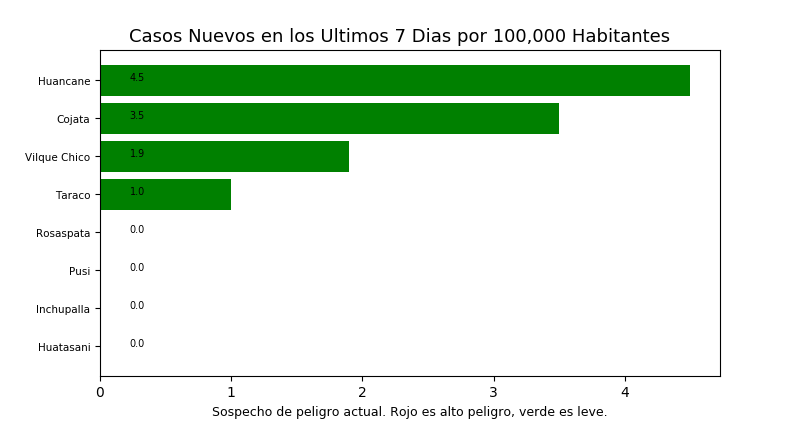 Casos Nuevos en los Ultimos 7 Dias por 100,000 Habitantes
Huancane 4.5
Cojata 3.5
Vilque Chico 1.9
Taraco 1.0
Rosaspata 0.0
Pusi 0.0
Inchupalla 0.0
Huatasani 0.0
0 1 2 3 4
Sospecho de peligro actual. Rojo es alto peligro, verde es leve.